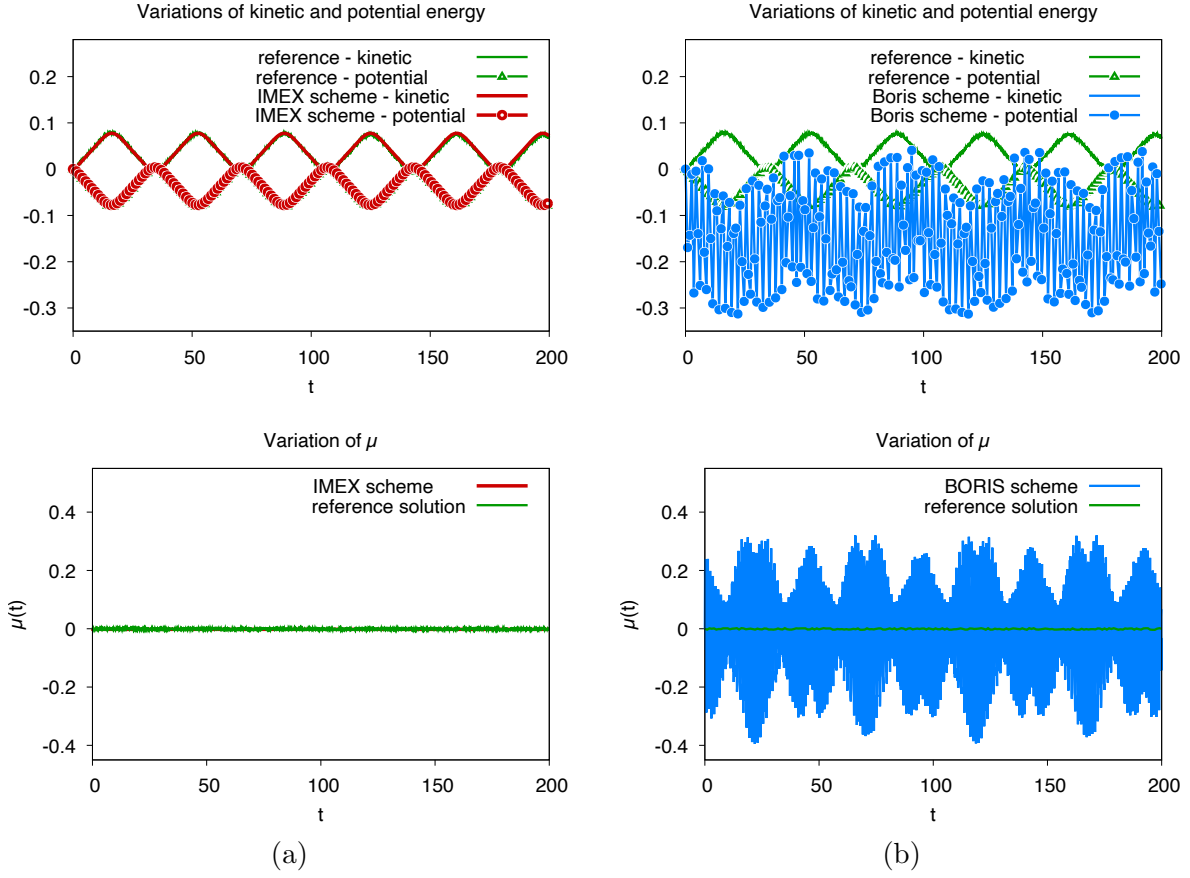 Variations of kinetic and potential energy
reference - kinetic
reference - potential
IMEX scheme - kinetic
IMEX scheme - potential
0.2
0.1
0
-0.1
-0.2
-0.3
0 50 100 150 200
t
Variations of kinetic and potential energy
reference - kinetic
reference - potential
Boris scheme - kinetic
Boris scheme - potential
0.2
0.1
0
-0.1
-0.2
-0.3
0 50 100 150 200
t
Variation of μ
IMEX scheme
reference solution
μ(t)
0.4
0.2
0
-0.2
-0.4
0 50 100 150 200
t
(a)
Variation of μ
BORIS scheme
reference solution
μ(t)
0.4
0.2
0
-0.2
-0.4
0 50 100 150 200
t
(b)